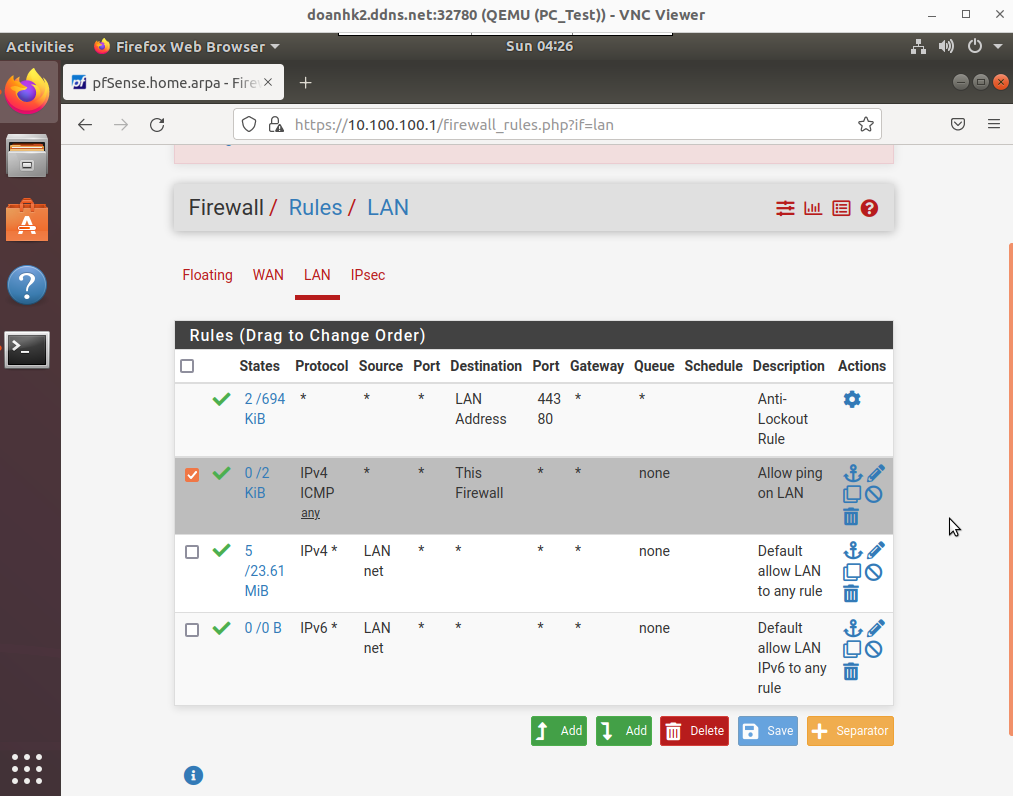 doanhk2.ddns.net:32780 (QEMU (PC_Test)) - VNC Viewer
Activities Firefox Web Browser Sun 04:26
pfSense.home.arpa - Fire
https://10.100.100.1/firewall_rules.php?if=lan
Firewall / Rules / LAN
Floating WAN LAN IPsec
Rules (Drag to Change Order)
States Protocol Source Port Destination Port Gateway Queue Schedule Description Actions
2 /694 * * * LAN 443 * * Anti-
KiB Address 80 Lockout
Rule
0 /2 IPv4 * * This * * none Allow ping
KiB ICMP Firewall on LAN
any
5 IPv4 * LAN * * * * none Default
/23.61 net allow LAN
MiB to any rule
0 /0 B IPv6 * LAN * * * * none Default
net allow LAN
IPv6 to any
rule
Add Add Delete Save Separator